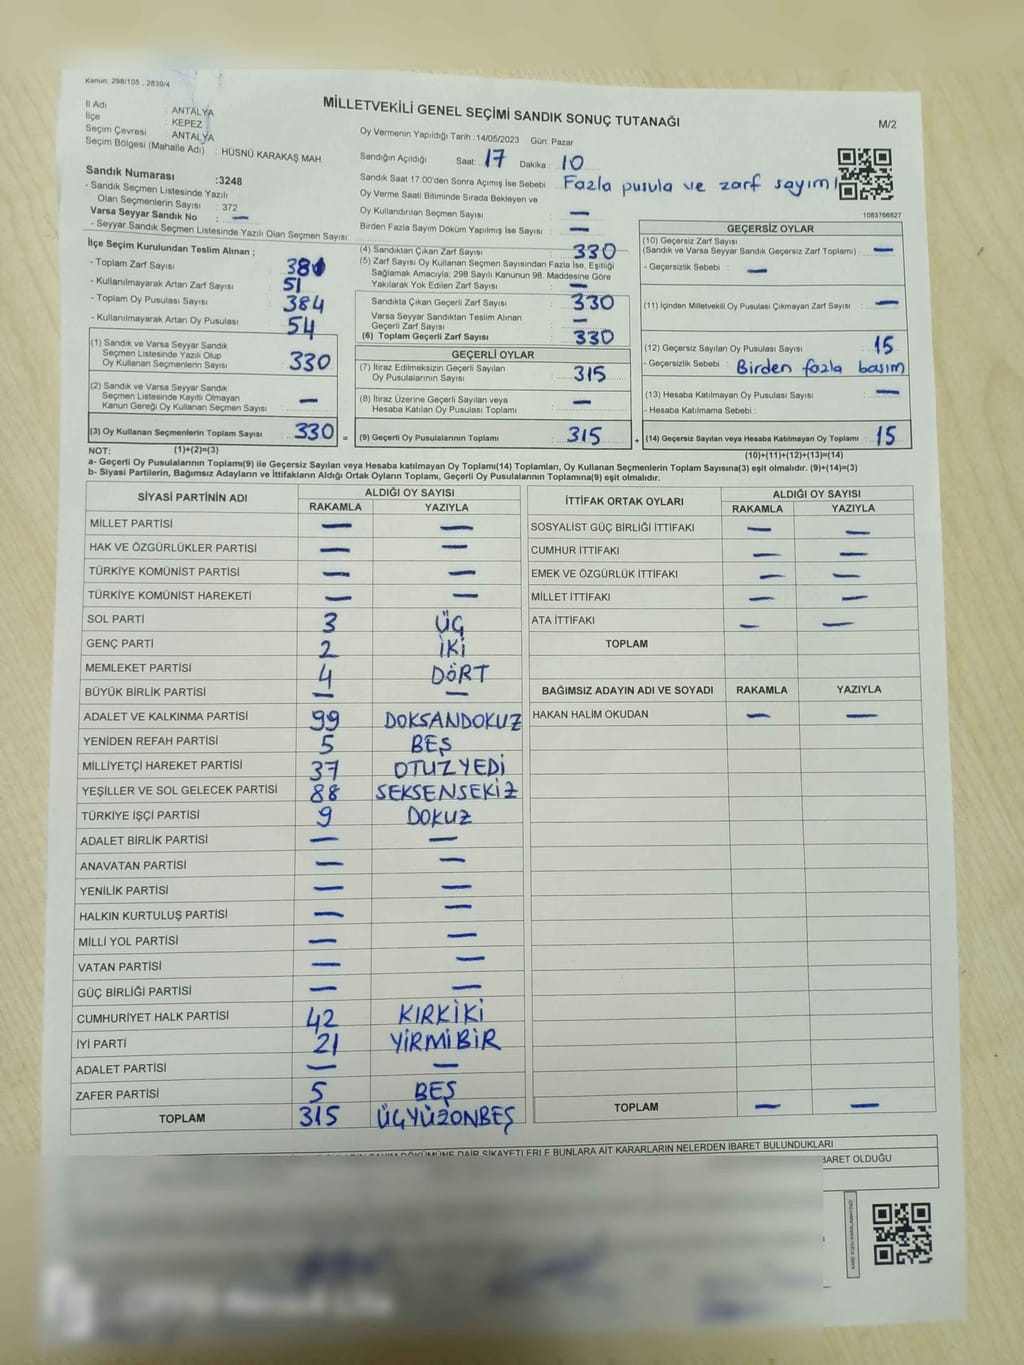 Kanun: 298/105 , 2839/4
MİLLETVEKİLİ GENEL SEÇİMİ SANDIK SONUÇ TUTANAĞI
M/2
İl Adı : ANTALYA
İlçe : KEPEZ
Seçim Çevresi : ANTALYA
Seçim Bölgesi (Mahalle Adı) : HÜSNÜ KARAKAŞ MAH.
Sandık Numarası :3248
- Sandık Seçmen Listesinde Yazılı
Olan Seçmenlerin Sayısı : 372
Varsa Seyyar Sandık No : —
- Seyyar Sandık Seçmen Listesinde Yazılı Olan Seçmen Sayısı:
Oy Vermenin Yapıldığı Tarih :14/05/2023 Gün: Pazar
Sandığın Açıldığı Saat: 17 Dakika: 10
Sandık Saat 17.00'den Sonra Açımış İse Sebebi: Fazla pusula ve zarf sayımı
Oy Verme Saati Bitiminde Sırada Bekleyen ve
Oy Kullandırılan Seçmen Sayısı —
Birden Fazla Sayım Döküm Yapılmış İse Sayısı : —
1083766827
İlçe Seçim Kurulundan Teslim Alınan ;
- Toplam Zarf Sayısı 381
- Kullanılmayarak Artan Zarf Sayısı 51
- Toplam Oy Pusulası Sayısı 384
- Kullanılmayarak Artan Oy Pusulası 54
(1) Sandık ve Varsa Seyyar Sandık
Seçmen Listesinde Yazılı Olup
Oy Kullanan Seçmenlerin Sayısı 330
(2) Sandık ve Varsa Seyyar Sandık
Seçmen Listesinde Kayıtlı Olmayan
Kanun Gereği Oy Kullanan Seçmen Sayısı —
(3) Oy Kullanan Seçmenlerin Toplam Sayısı 330 =
(1)+(2)=(3)
(4) Sandıktan Çıkan Zarf Sayısı 330
(5) Zarf Sayısı Oy Kullanan Seçmen Sayısından Fazla İse, Eşitliği
Sağlamak Amacıyla; 298 Sayılı Kanunun 98. Maddesine Göre
Yakılarak Yok Edilen Zarf Sayısı: —
Sandıkta Çıkan Geçerli Zarf Sayısı 330
Varsa Seyyar Sandıktan Teslim Alınan
Geçerli Zarf Sayısı —
(6) Toplam Geçerli Zarf Sayısı 330
GEÇERLİ OYLAR
(7) İtiraz Edilmeksizin Geçerli Sayılan
Oy Pusulalarının Sayısı 315
(8) İtiraz Üzerine Geçerli Sayılan veya
Hesaba Katılan Oy Pusulası Toplamı —
(9) Geçerli Oy Pusulalarının Toplamı 315 +
GEÇERSİZ OYLAR
(10) Geçersiz Zarf Sayısı
(Sandık ve Varsa Seyyar Sandık Geçersiz Zarf Toplamı) : —
- Geçersizlik Sebebi : —
(11) İçinden Milletvekili Oy Pusulası Çıkmayan Zarf Sayısı —
(12) Geçersiz Sayılan Oy Pusulası Sayısı 15
- Geçersizlik Sebebi : Birden fazla basım
(13) Hesaba Katılmayan Oy Pusulası Sayısı —
- Hesaba Katılmama Sebebi :
(14) Geçersiz Sayılan veya Hesaba Katılmayan Oy Toplamı 15
(10)+(11)+(12)+(13)=(14)
NOT:
a- Geçerli Oy Pusulalarının Toplamı(9) ile Geçersiz Sayılan veya Hesaba katılmayan Oy Toplamı(14) Toplamları, Oy Kullanan Seçmenlerin Toplam Sayısına(3) eşit olmalıdır. (9)+(14)=(3)
b- Siyasi Partilerin, Bağımsız Adayların ve İttifakların Aldığı Ortak Oyların Toplamı, Geçerli Oy Pusulalarının Toplamına(9) eşit olmalıdır.
SİYASİ PARTİNİN ADI ALDIĞI OY SAYISI
RAKAMLA YAZIYLA
MİLLET PARTİSİ — —
HAK VE ÖZGÜRLÜKLER PARTİSİ — —
TÜRKİYE KOMÜNİST PARTİSİ — —
TÜRKİYE KOMÜNİST HAREKETİ — —
SOL PARTİ 3 ÜÇ
GENÇ PARTİ 2 İKİ
MEMLEKET PARTİSİ 4 DÖRT
BÜYÜK BİRLİK PARTİSİ — —
ADALET VE KALKINMA PARTİSİ 99 DOKSANDOKUZ
YENİDEN REFAH PARTİSİ 5 BEŞ
MİLLİYETÇİ HAREKET PARTİSİ 37 OTUZYEDİ
YEŞİLLER VE SOL GELECEK PARTİSİ 88 SEKSENSEKİZ
TÜRKİYE İŞÇİ PARTİSİ 9 DOKUZ
ADALET BİRLİK PARTİSİ — —
ANAVATAN PARTİSİ — —
YENİLİK PARTİSİ — —
HALKIN KURTULUŞ PARTİSİ — —
MİLLİ YOL PARTİSİ — —
VATAN PARTİSİ — —
GÜÇ BİRLİĞİ PARTİSİ — —
CUMHURİYET HALK PARTİSİ 42 KIRKİKİ
İYİ PARTİ 21 YİRMİBİR
ADALET PARTİSİ — —
ZAFER PARTİSİ 5 BEŞ
TOPLAM 315 ÜÇYÜZONBEŞ
İTTİFAK ORTAK OYLARI ALDIĞI OY SAYISI
RAKAMLA YAZIYLA
SOSYALİST GÜÇ BİRLİĞİ İTTİFAKI — —
CUMHUR İTTİFAKI — —
EMEK VE ÖZGÜRLÜK İTTİFAKI — —
MİLLET İTTİFAKI — —
ATA İTTİFAKI — —
TOPLAM
BAĞIMSIZ ADAYIN ADI VE SOYADI RAKAMLA YAZIYLA
HAKAN HALİM OKUDAN — —
TOPLAM — —
DAİR ŞİKAYETLERLE BUNLARA AİT KARARLARIN NELERDEN İBARET BULUNDUKLARI
BARET OLDUĞU